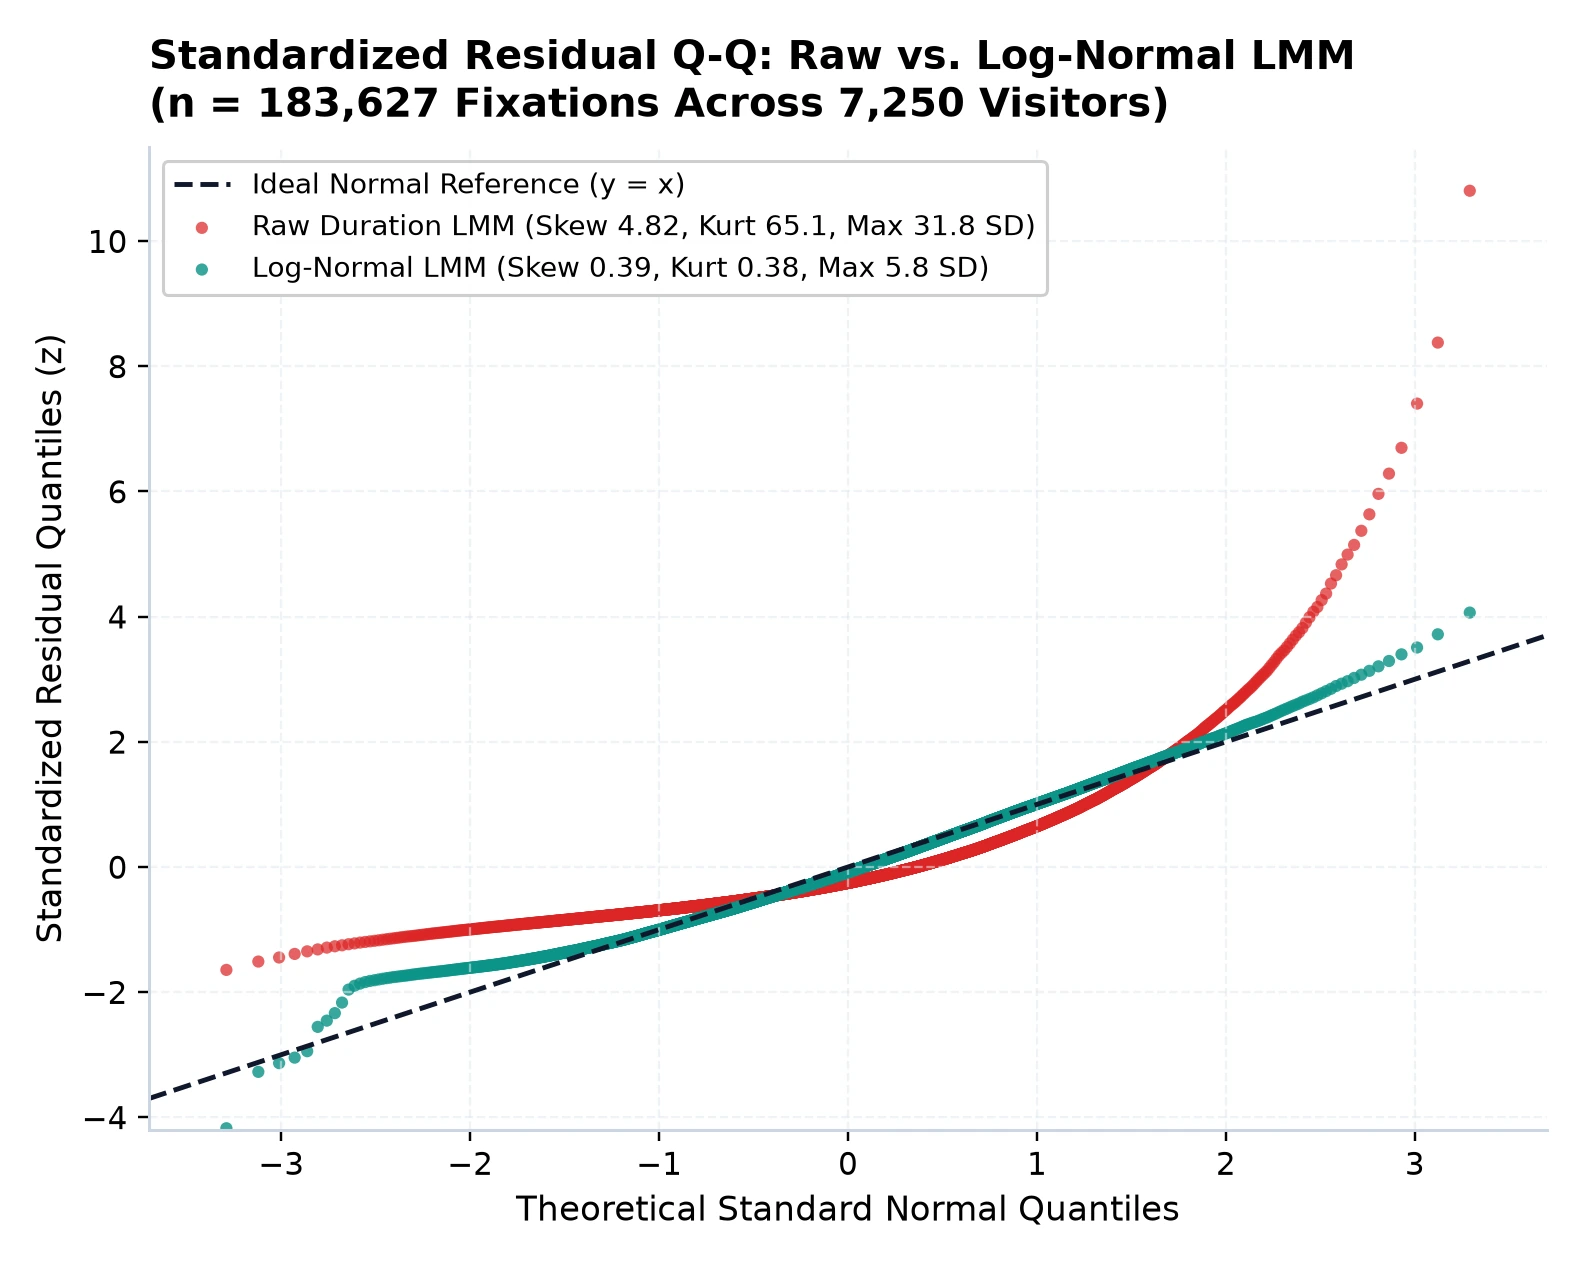 Standardized Residual Q-Q: Raw vs. Log-Normal LMM
(n = 183,627 Fixations Across 7,250 Visitors)
Ideal Normal Reference (y = x)
Raw Duration LMM (Skew 4.82, Kurt 65.1, Max 31.8 SD)
Log-Normal LMM (Skew 0.39, Kurt 0.38, Max 5.8 SD)
Standardized Residual Quantiles (z)
10
8
6
4
2
0
−2
−4
−3
−2
−1
0
1
2
3
Theoretical Standard Normal Quantiles